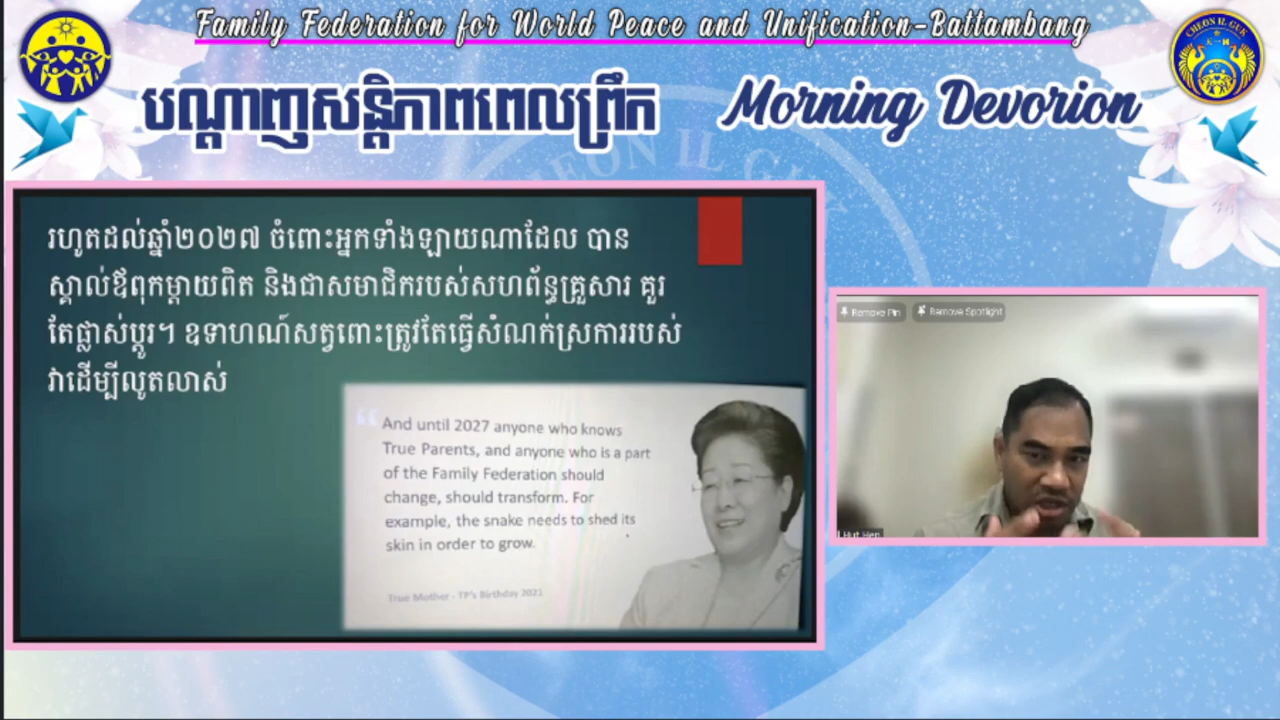 Family Federation for World Peace and Unification-Battambang
CHEON IL GUK
បណ្តាញសន្តិភាពពេលព្រឹក
Morning Devorion
CHEON IL GUK
រហូតដល់ឆ្នាំ២០២៧ ចំពោះអ្នកទាំងឡាយណាដែល បាន
ស្គាល់ឪពុកម្តាយពិត និងជាសមាជិករបស់សហព័ន្ធគ្រួសារ គួរ
តែផ្លាស់ប្តូរ។ ឧទាហណ៍សត្វពោះត្រូវតែធ្វើសំណក់ស្រការរបស់
វាដើម្បីលូតលាស់
And until 2027 anyone who knows
True Parents, and anyone who is a part
of the Family Federation should
change, should transform. For
example, the snake needs to shed its
skin in order to grow.
True Mother - TP's Birthday 2021
Remove Pin
Remove Spotlight
Hut Hen